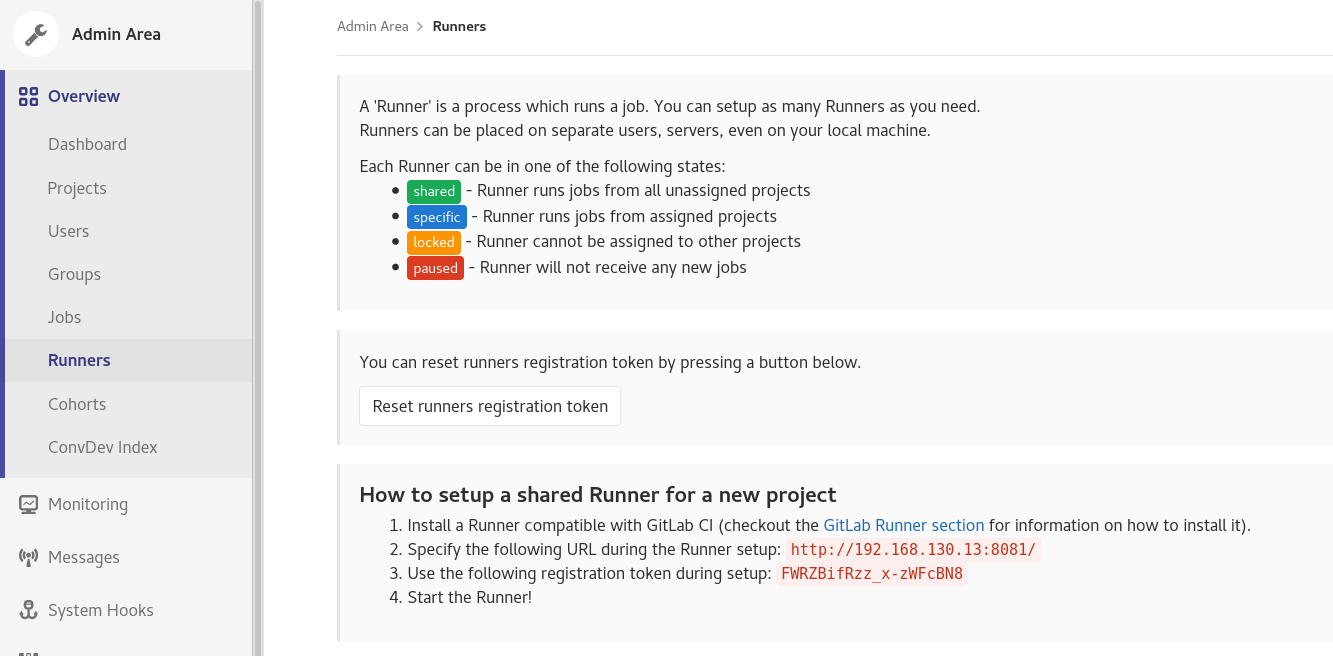 Admin Area
Overview
Dashboard
Projects
Users
Groups
Jobs
Runners
Cohorts
ConvDev Index
Monitoring
Messages
System Hooks
Admin Area > Runners
A 'Runner' is a process which runs a job. You can setup as many Runners as you need.
Runners can be placed on separate users, servers, even on your local machine.
Each Runner can be in one of the following states:
• shared - Runner runs jobs from all unassigned projects
• specific - Runner runs jobs from assigned projects
• locked - Runner cannot be assigned to other projects
• paused - Runner will not receive any new jobs
You can reset runners registration token by pressing a button below.
Reset runners registration token
How to setup a shared Runner for a new project
1. Install a Runner compatible with GitLab CI (checkout the GitLab Runner section for information on how to install it).
2. Specify the following URL during the Runner setup: http://192.168.130.13:8081/
3. Use the following registration token during setup: FWRZBifRzz_x-zWFcBN8
4. Start the Runner!